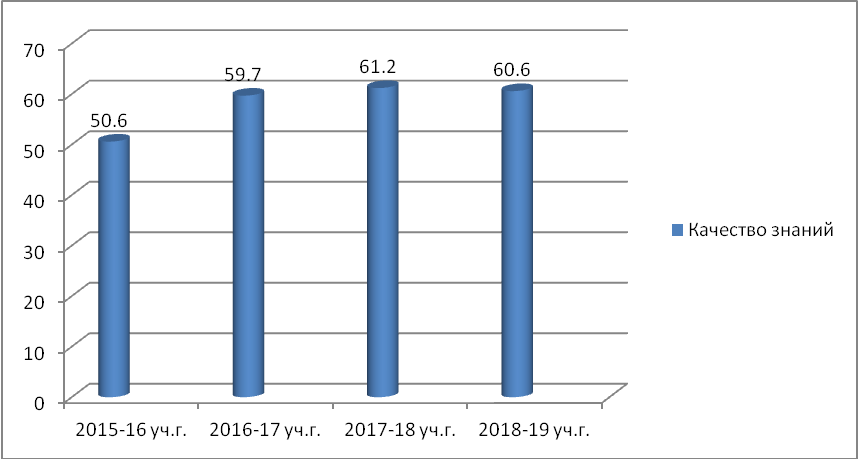 70
60
50
40
30
20
10
0
50.6
59.7
61.2
60.6
2015-16 уч.г.
2016-17 уч.г.
2017-18 уч.г.
2018-19 уч.г.
Качество знаний